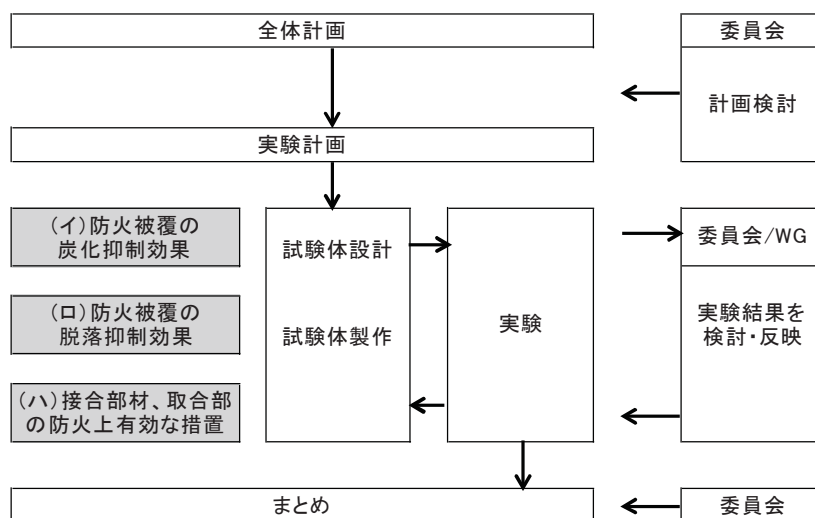 全体計画
委員会
計画検討
実験計画
(イ)防火被覆の
炭化抑制効果
(ロ)防火被覆の
脱落抑制効果
(ハ)接合部材、取合部
の防火上有効な措置
試験体設計
試験体製作
実験
委員会/WG
実験結果を
検討・反映
まとめ
委員会